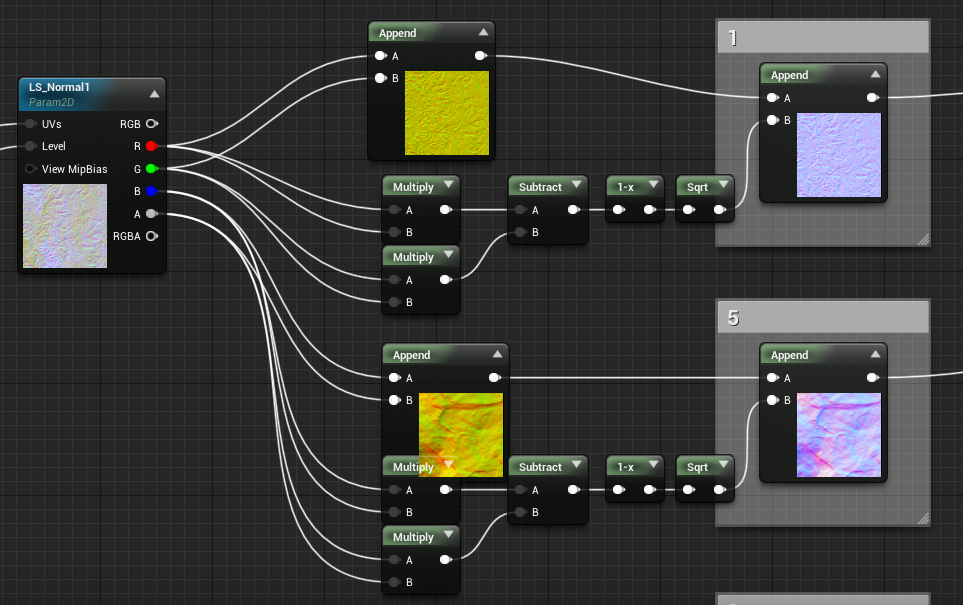 Append
A
B
1
LS_Normal1
Param2D
UVs
RGB
Level
R
View MipBias
G
B
A
RGBA
Append
A
B
Multiply
A
B
Subtract
A
B
1-x
Sqrt
Multiply
A
B
5
Append
A
B
Append
A
B
Multiply
A
B
Subtract
A
B
1-x
Sqrt
Multiply
A
B